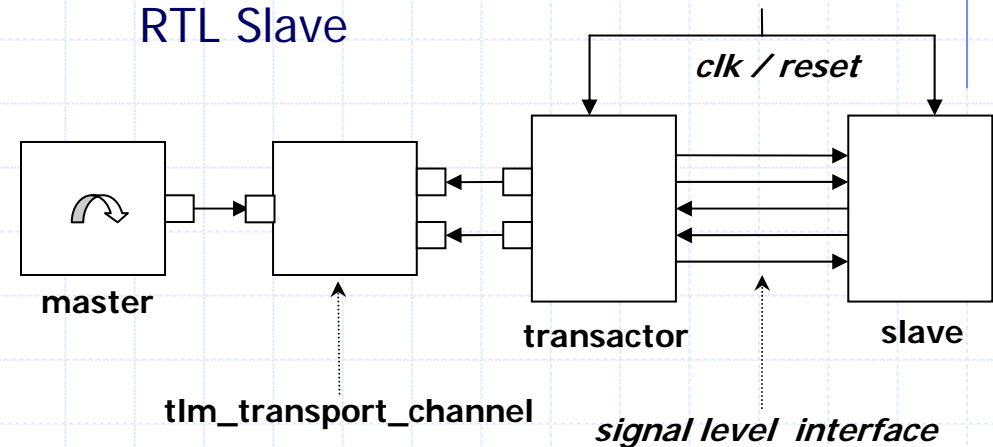 RTL Slave
clk / reset
master
transactor
slave
tlm_transport_channel
signal level interface